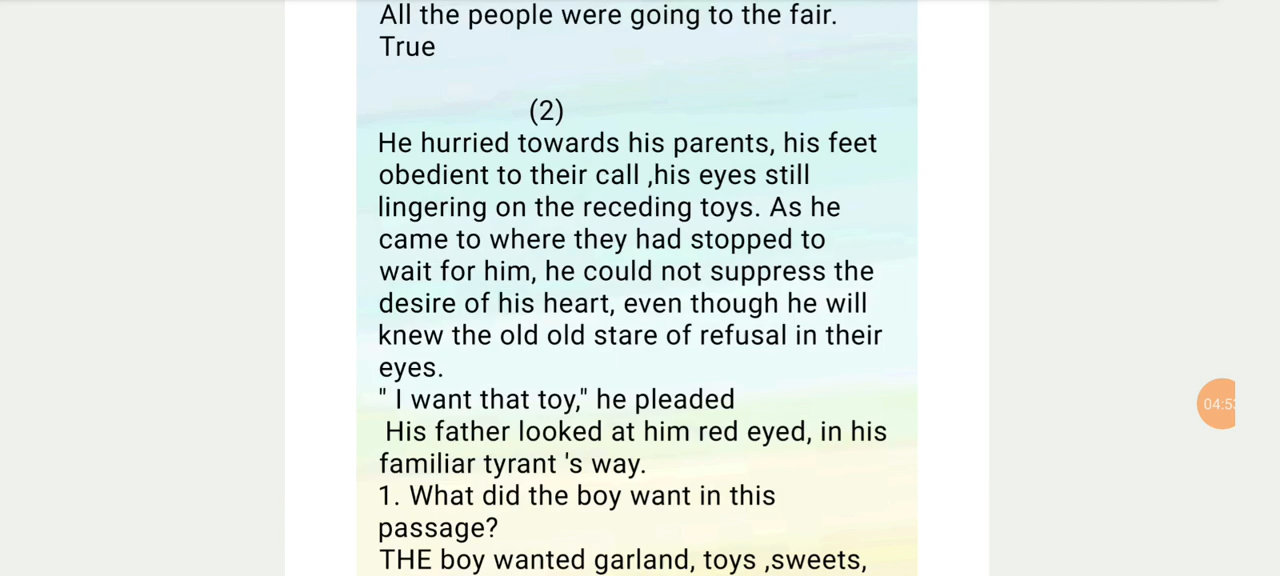 All the people were going to the fair.
True
(2)
He hurried towards his parents, his feet
obedient to their call ,his eyes still
lingering on the receding toys. As he
came to where they had stopped to
wait for him, he could not suppress the
desire of his heart, even though he will
knew the old old stare of refusal in their
eyes.
" I want that toy," he pleaded
His father looked at him red eyed, in his
familiar tyrant 's way.
1. What did the boy want in this
passage?
THE boy wanted garland, toys ,sweets,